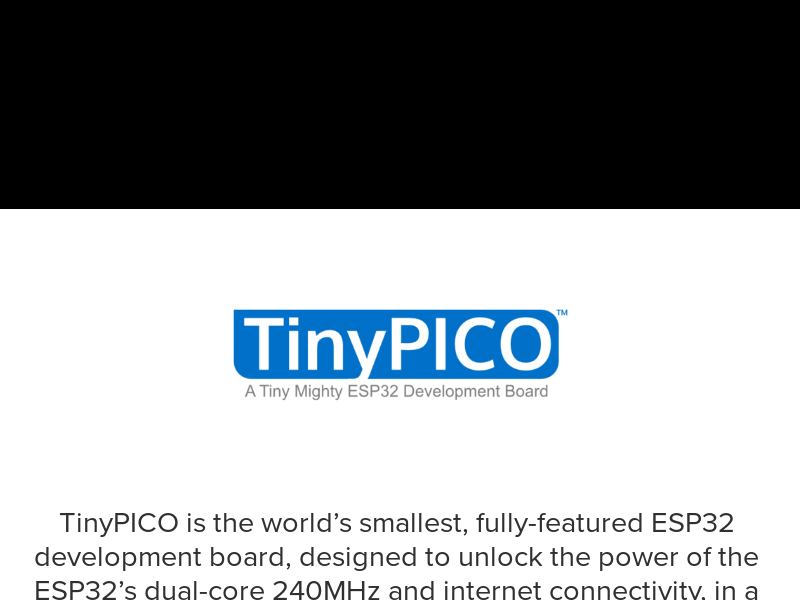 TinyPICO™
A Tiny Mighty ESP32 Development Board
TinyPICO is the world’s smallest, fully-featured ESP32
development board, designed to unlock the power of the
ESP32’s dual-core 240MHz and internet connectivity, in a